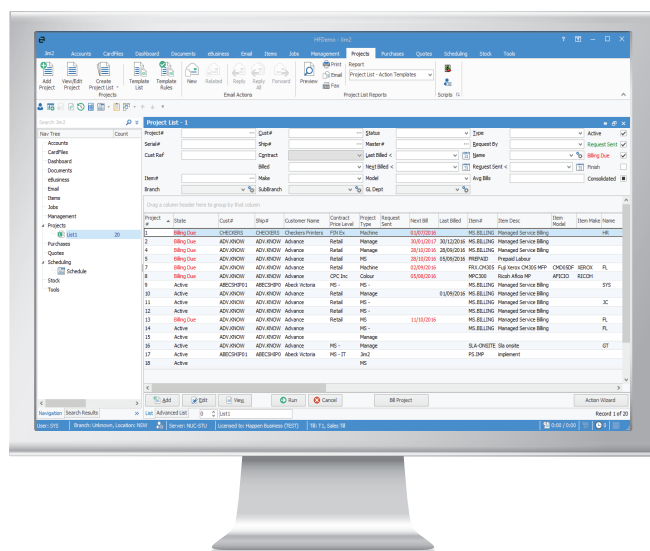 HFDemo - Jim2
Jim2 Accounts CardFiles Dashboard Documents eBusiness Email Items Jobs Management Projects Purchases Quotes Scheduling Stock Tools
Add Project View/Edit Project Create Project List Template List Template Rules New Related Reply Reply All Forward Preview Print Email Fax Report Project List - Action Templates
Projects Email Actions Project List Reports Scripts
Search Jim2
Nav Tree Count
Accounts
CardFiles
Dashboard
Documents
eBusiness
Email
Items
Jobs
Management
Projects
List1 20
Purchases
Quotes
Scheduling
Schedule
Stock
Tools
Navigation Search Results
Project List - 1
Project# Cust# Status Type Active
Serial# Ship# Master# Request By Request Sent
Cust Ref Contract Last Billed < Name Billing Due
Billed Next Billed < Request Sent < Finish
Item# Make Model Avg Bills Consolidated
Branch SubBranch GL Dept
Drag a column header here to group by that column
Project # State Cust# Ship# Customer Name Contract Price Level Project Type Request Sent Next Bill Last Billed Item# Item Desc Item Model Item Make Name
1 Billing Due CHECKERS CHECKERS Checkers Printers FIN Ex Machine 01/07/2016 MS.BILLING Managed Service Billing HR
2 Billing Due ADV.KNOW ADV.KNOW Advance Retail Manage 30/01/2017 30/12/2016 MS.BILLING Managed Service Billing
4 Billing Due ADV.KNOW ADV.KNOW Advance Retail Manage 28/10/2016 28/09/2016 MS.BILLING Managed Service Billing
5 Billing Due ADV.KNOW ADV.KNOW Advance Retail MS 28/10/2016 05/09/2016 PREPAID Prepaid Labour
7 Billing Due ADV.KNOW ADV.KNOW Advance Retail Machine 02/09/2016 FRX.CM305 Fuji Xerox CM305 MFP CM305DF XEROX FL
8 Billing Due ADV.KNOW ADV.KNOW Advance CPC Inc Colour 05/08/2016 MPC300 Ricoh Aficio MP AFICIO RICOH
9 Active ABECSHIP01 ABECSHIP0 Abeck Victoria MS - MS - MS.BILLING Managed Service Billing SYS
10 Active ADV.KNOW ADV.KNOW Advance Retail Manage 01/09/2016 MS.BILLING Managed Service Billing
11 Active ADV.KNOW ADV.KNOW Advance Retail MS - MS.BILLING Managed Service Billing JC
12 Active ADV.KNOW ADV.KNOW Advance Retail MS - MS.BILLING Managed Service Billing
13 Billing Due ADV.KNOW ADV.KNOW Advance Retail MS 11/10/2016 MS.BILLING Managed Service Billing FL
14 Active ADV.KNOW ADV.KNOW Advance MS - MS.BILLING Managed Service Billing FL
15 Active ADV.KNOW ADV.KNOW Advance Manage
16 Active ADV.KNOW ADV.KNOW Advance MS - Manage SLA-ONSITE Sla onsite GT
17 Active ABECSHIP01 ABECSHIP0 Abeck Victoria MS - IT Jim2 PS.IMP implement
18 Active MS
Add Edit View Run Cancel Bill Project Action Wizard
List Advanced List 0 List1 Record 1 of 20
User: SYS Branch: Unknown, Location: NSW Server: NUC-STU Licensed to: Happen Business (TEST) Till: T1, Sales Till 0:00 / 0:00 0